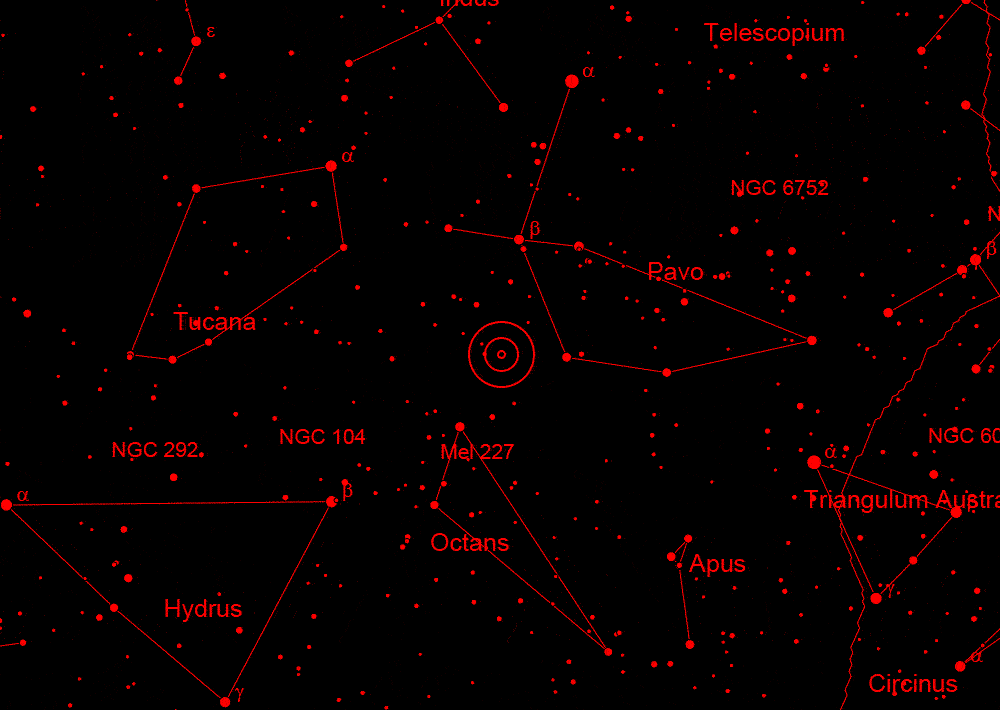 Indus
ε
Telescopium
α
α
NGC 6752
N
β
β
Pavo
Tucana
NGC 104
NGC 292
NGC 60
Mel 227
α
α
β
Triangulum Austra
β
Octans
Apus
γ
Hydrus
α
Circinus
γ